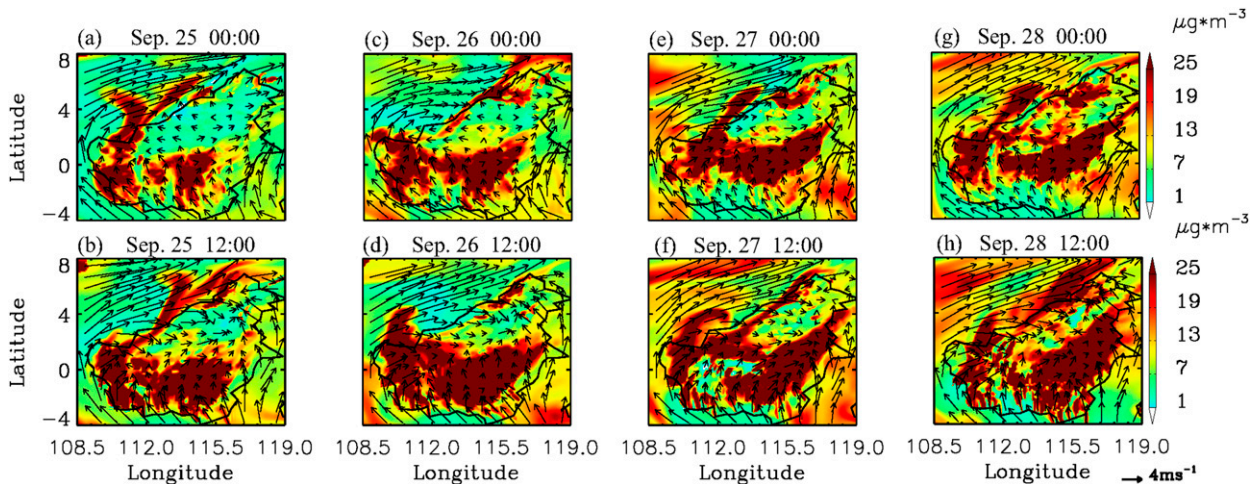 μg*m⁻³
(a) Sep. 25 00:00
(c) Sep. 26 00:00
(e) Sep. 27 00:00
(g) Sep. 28 00:00
8
4
0
−4
Latitude
25
19
13
7
1
μg*m⁻³
(b) Sep. 25 12:00
(d) Sep. 26 12:00
(f) Sep. 27 12:00
(h) Sep. 28 12:00
8
4
0
−4
Latitude
25
19
13
7
1
108.5 112.0 115.5 119.0
108.5 112.0 115.5 119.0
108.5 112.0 115.5 119.0
108.5 112.0 115.5 119.0
Longitude
Longitude
Longitude
Longitude
4ms⁻¹